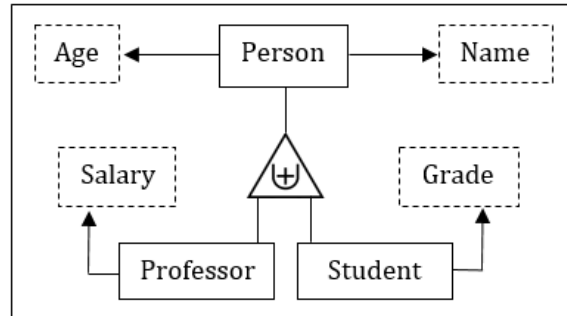 Age
Person
Name
Salary
Grade
Professor
Student